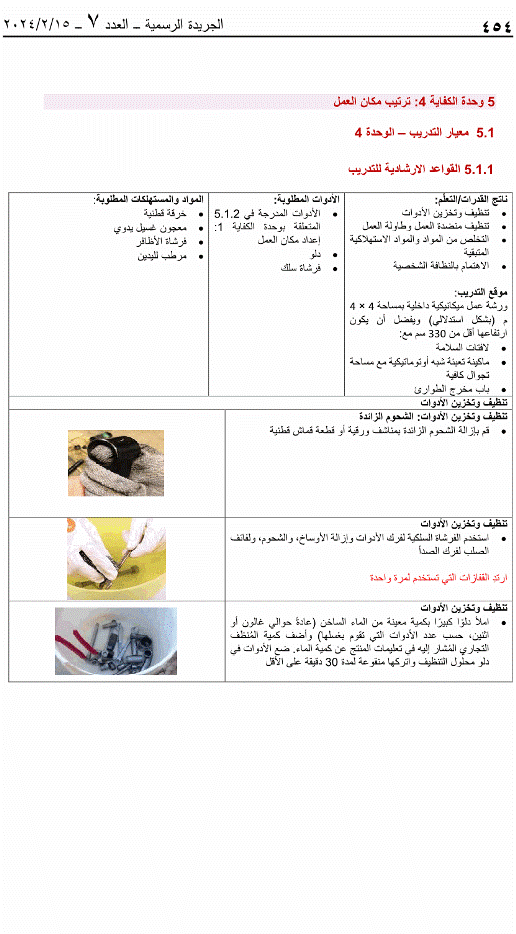 ٤٥٤
الجريدة الرسمية – العدد ٧ – ٢٠٢٤/٢/١٥
5 وحدة الكفاية 4: ترتيب مكان العمل
5.1 معيار التدريب – الوحدة 4
5.1.1 القواعد الارشادية للتدريب
ناتج القدرات/التعلّم:
• تنظيف وتخزين الأدوات
• تنظيف منضدة العمل وطاولة العمل
• التخلص من المواد والمواد الاستهلاكية
المتبقية
• الاهتمام بالنظافة الشخصية
موقع التدريب:
ورشة عمل ميكانيكية داخلية بمساحة 4 × 4
م (بشكل استدلالي) ويفضل أن يكون
ارتفاعها أقل من 330 سم مع:
• لافتات السلامة
• ماكينة تعبئة شبه أوتوماتيكية مع مساحة
تجوال كافية
• باب مخرج الطوارئ
الأدوات المطلوبة:
• الأدوات المدرجة في 5.1.2
المتعلقة بوحدة الكفاية 1:
إعداد مكان العمل
• دلو
• فرشاة سلك
المواد والمستهلكات المطلوبة:
• خرقة قطنية
• معجون غسيل يدوي
• فرشاة الأظافر
• مرطب لليدين
تنظيف وتخزين الأدوات
تنظيف وتخزين الأدوات: الشحوم الزائدة
• قم بإزالة الشحوم الزائدة بمناشف ورقية أو قطعة قماش قطنية
تنظيف وتخزين الأدوات
• استخدم الفرشاة السلكية لفرك الأدوات وإزالة الأوساخ، والشحوم، ولفائف
الصلب لفرك الصدأ
ارتد القفازات التي تستخدم لمرة واحدة
تنظيف وتخزين الأدوات
• املأ دلوًا كبيرًا بكمية معينة من الماء الساخن (عادةً حوالي غالون أو
اثنين، حسب عدد الأدوات التي تقوم بغسلها) وأضف كمية المُنظف
التجاري المُشار إليه في تعليمات المنتج عن كمية الماء. ضع الأدوات في
دلو محلول التنظيف واتركها منقوعة لمدة 30 دقيقة على الأقل